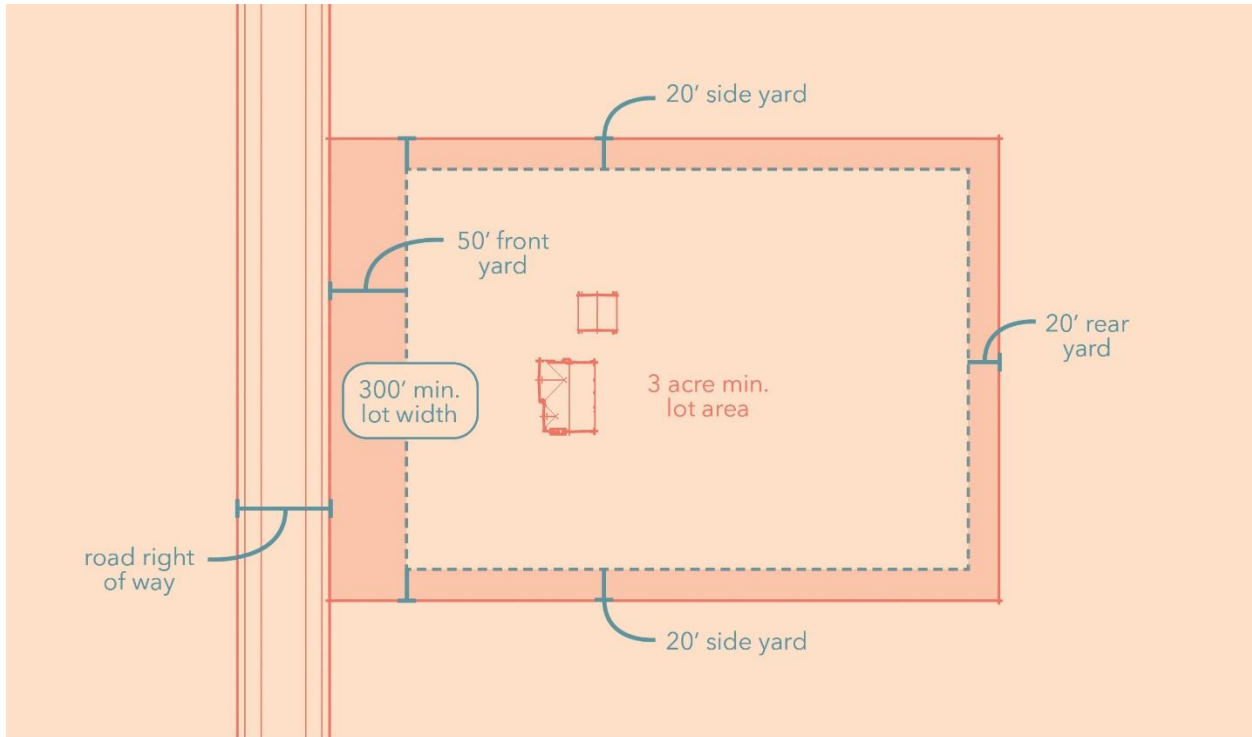 20′ side yard
50′ front
yard
300′ min.
lot width
3 acre min.
lot area
20′ rear
yard
road right
of way
20′ side yard